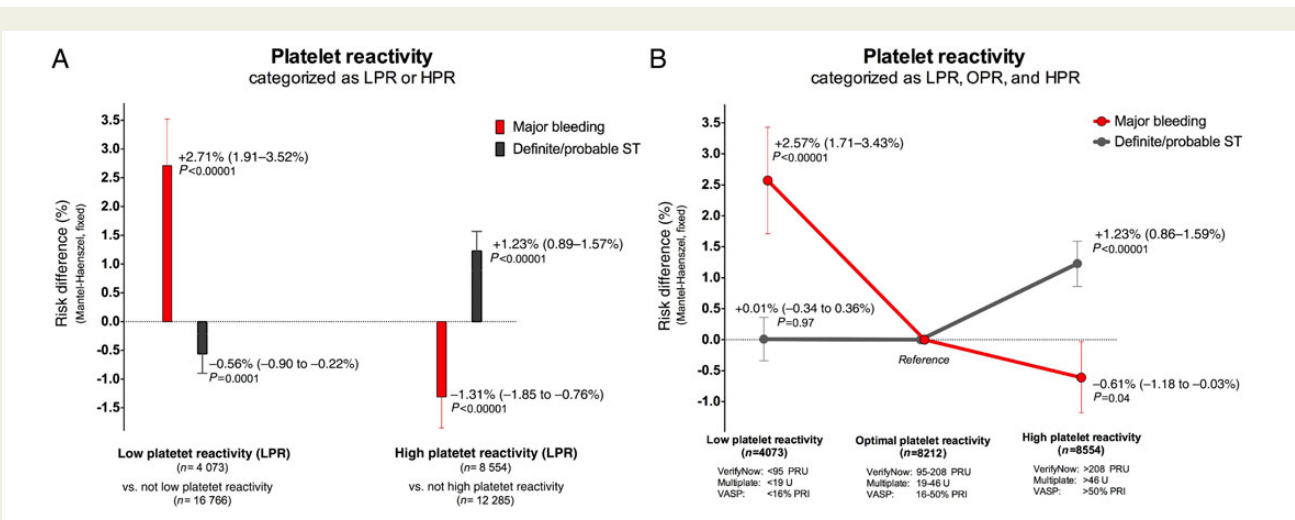 A
Platelet reactivity
categorized as LPR or HPR
Risk difference (%)
(Mantel-Haenszel, fixed)
3.5
3.0
2.5
2.0
1.5
1.0
0.5
0.0
-0.5
-1.0
-1.5
Major bleeding
Definite/probable ST
+2.71% (1.91–3.52%)
P<0.00001
−0.56% (−0.90 to −0.22%)
P=0.0001
+1.23% (0.89–1.57%)
P<0.00001
−1.31% (−1.85 to −0.76%)
P<0.00001
Low platetet reactivity (LPR)
(n= 4 073)
vs. not low platetet reactivity
(n= 16 766)
High platetet reactivity (LPR)
(n= 8 554)
vs. not high platetet reactivity
(n= 12 285)
B
Platelet reactivity
categorized as LPR, OPR, and HPR
Risk difference (%)
(Mantel-Haenszel, fixed)
3.5
3.0
2.5
2.0
1.5
1.0
0.5
0.0
-0.5
-1.0
Major bleeding
Definite/probable ST
+2.57% (1.71–3.43%)
P<0.00001
+0.01% (−0.34 to 0.36%)
P=0.97
Reference
+1.23% (0.86–1.59%)
P<0.00001
−0.61% (−1.18 to −0.03%)
P=0.04
Low platelet reactivity
(n=4073)
VerifyNow: <95 PRU
Multiplate: <19 U
VASP: <16% PRI
Optimal platelet reactivity
(n=8212)
VerifyNow: 95-208 PRU
Multiplate: 19-46 U
VASP: 16-50% PRI
High platelet reactivity
(n=8554)
VerifyNow: >208 PRU
Multiplate: >46 U
VASP: >50% PRI